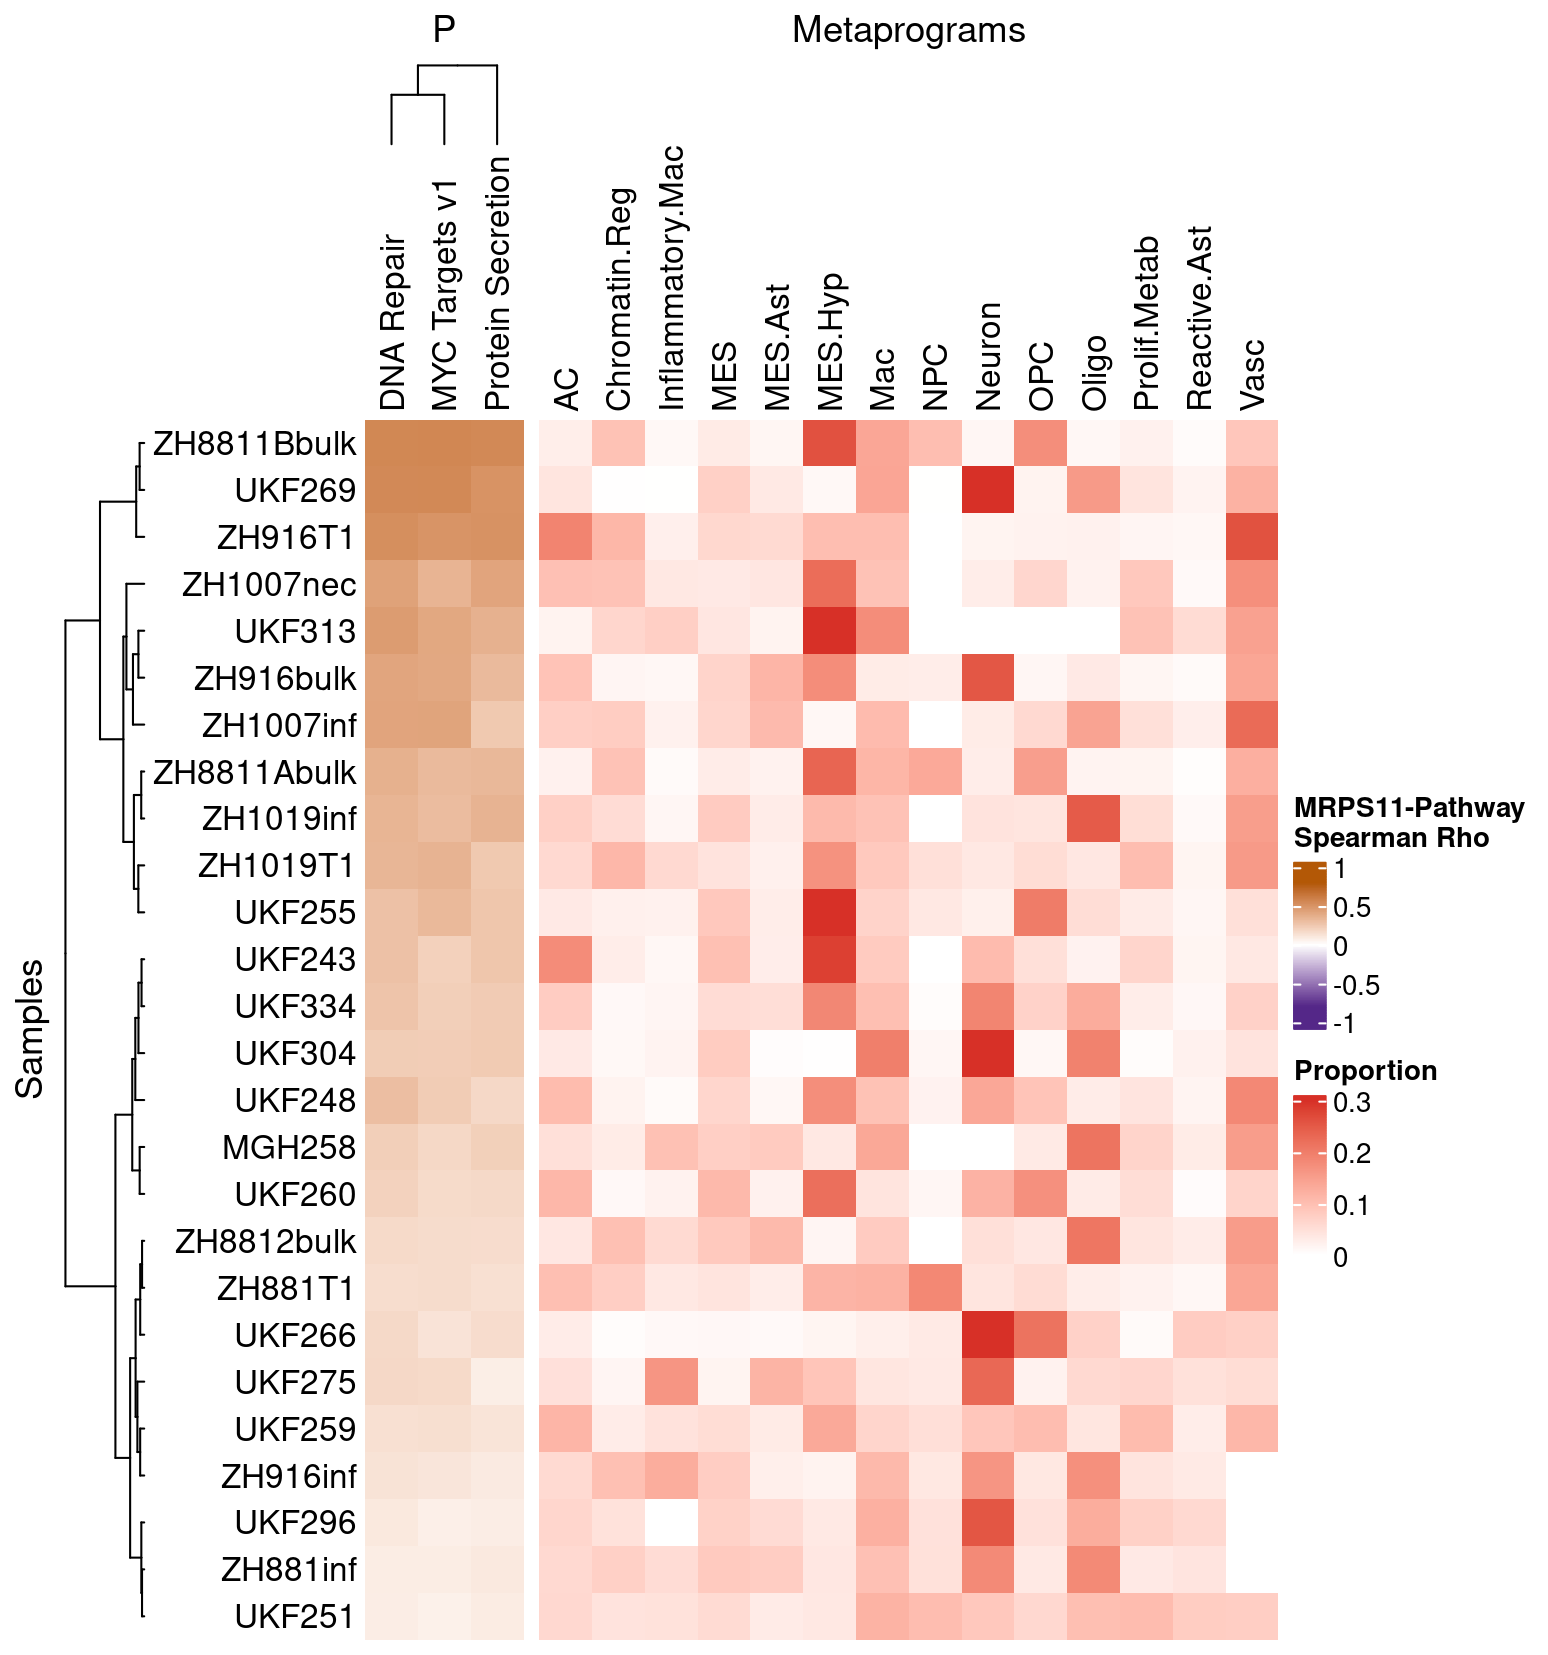 P
Metaprograms
DNA Repair
MYC Targets v1
Protein Secretion
AC
Chromatin.Reg
Inflammatory.Mac
MES
MES.Ast
MES.Hyp
Mac
NPC
Neuron
OPC
Oligo
Prolif.Metab
Reactive.Ast
Vasc
Samples
ZH8811Bbulk
UKF269
ZH916T1
ZH1007nec
UKF313
ZH916bulk
ZH1007inf
ZH8811Abulk
ZH1019inf
ZH1019T1
UKF255
UKF243
UKF334
UKF304
UKF248
MGH258
UKF260
ZH8812bulk
ZH881T1
UKF266
UKF275
UKF259
ZH916inf
UKF296
ZH881inf
UKF251
MRPS11-Pathway
Spearman Rho
1
0.5
0
-0.5
-1
Proportion
0.3
0.2
0.1
0